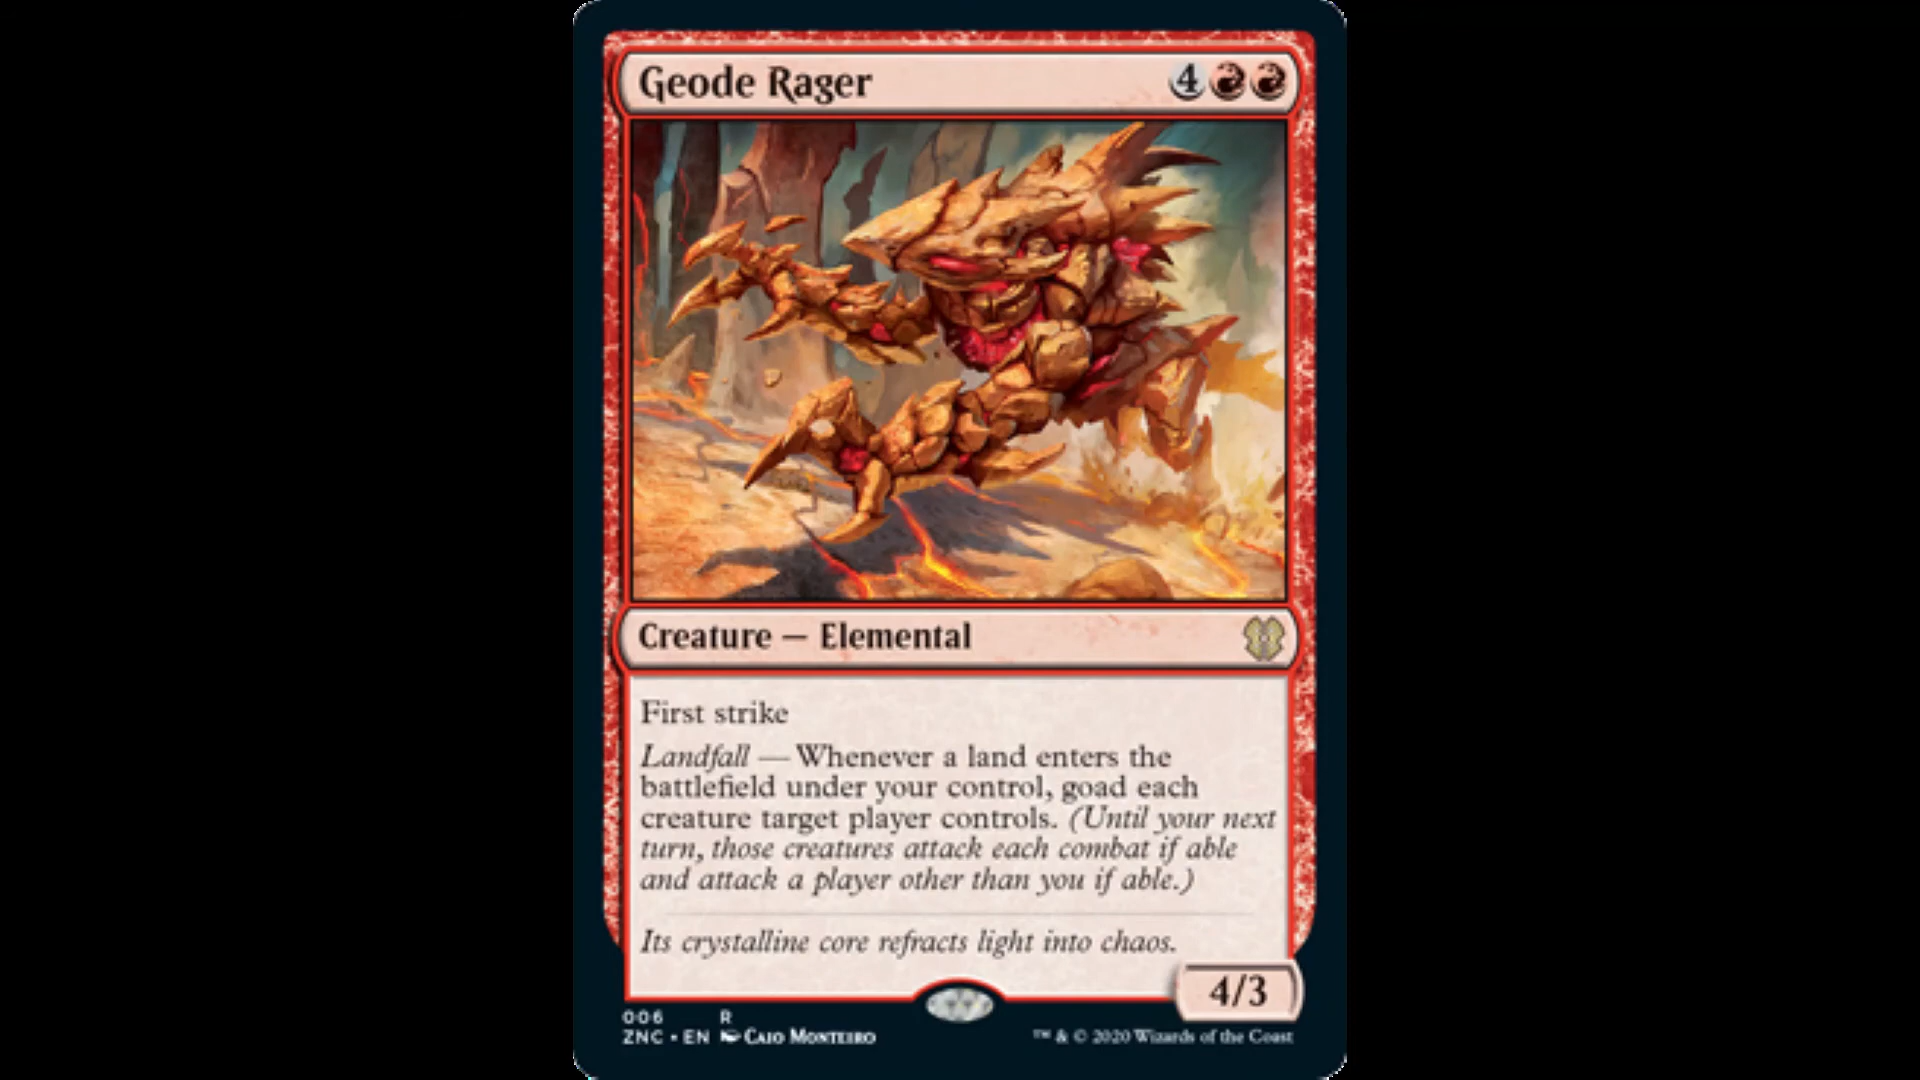 Geode Rager 4
Creature — Elemental
First strike
Landfall — Whenever a land enters the
battlefield under your control, goad each
creature target player controls. (Until your next
turn, those creatures attack each combat if able
and attack a player other than you if able.)
Its crystalline core refracts light into chaos.
4/3
006 R
ZNC • EN Caio Monteiro
™ & © 2020 Wizards of the Coast